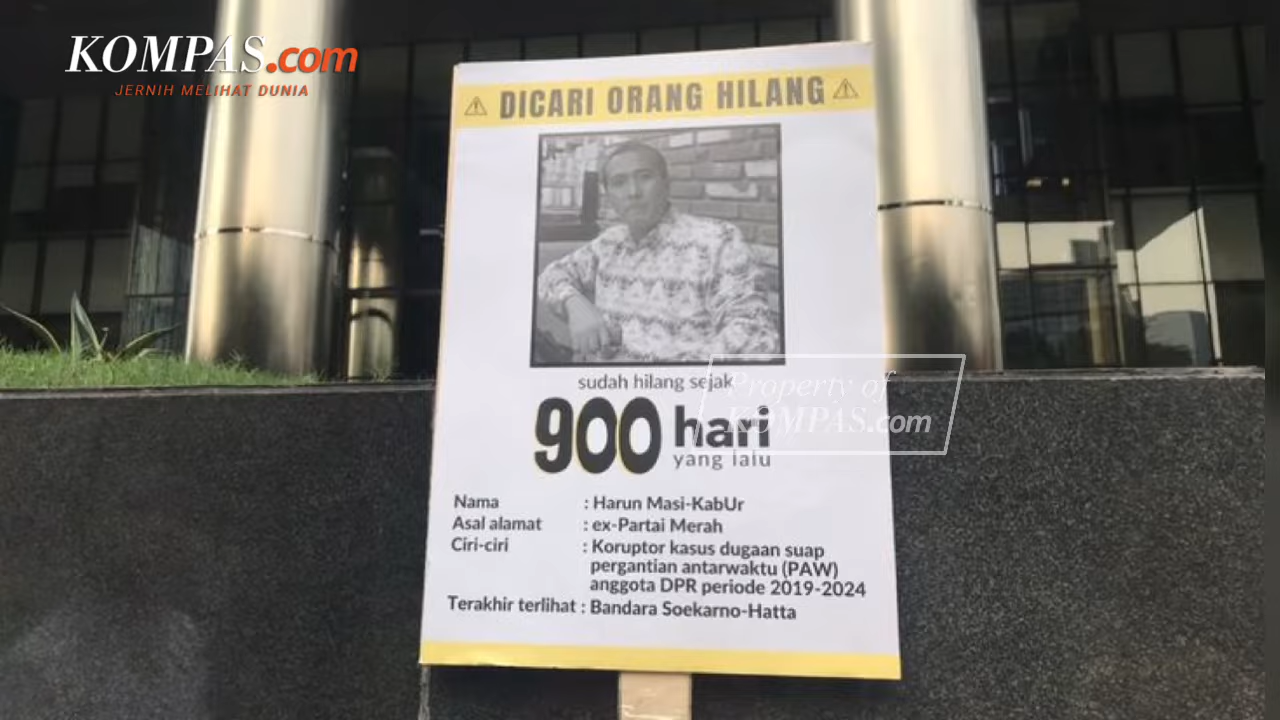 KOMPAS.com
JERNIH MELIHAT DUNIA
DICARI ORANG HILANG
sudah hilang sejak
900 hari
yang lalu
Property of
KOMPAS.com
Nama : Harun Masi-KabUr
Asal alamat : ex-Partai Merah
Ciri-ciri : Koruptor kasus dugaan suap
pergantian antarwaktu (PAW)
anggota DPR periode 2019-2024
Terakhir terlihat : Bandara Soekarno-Hatta